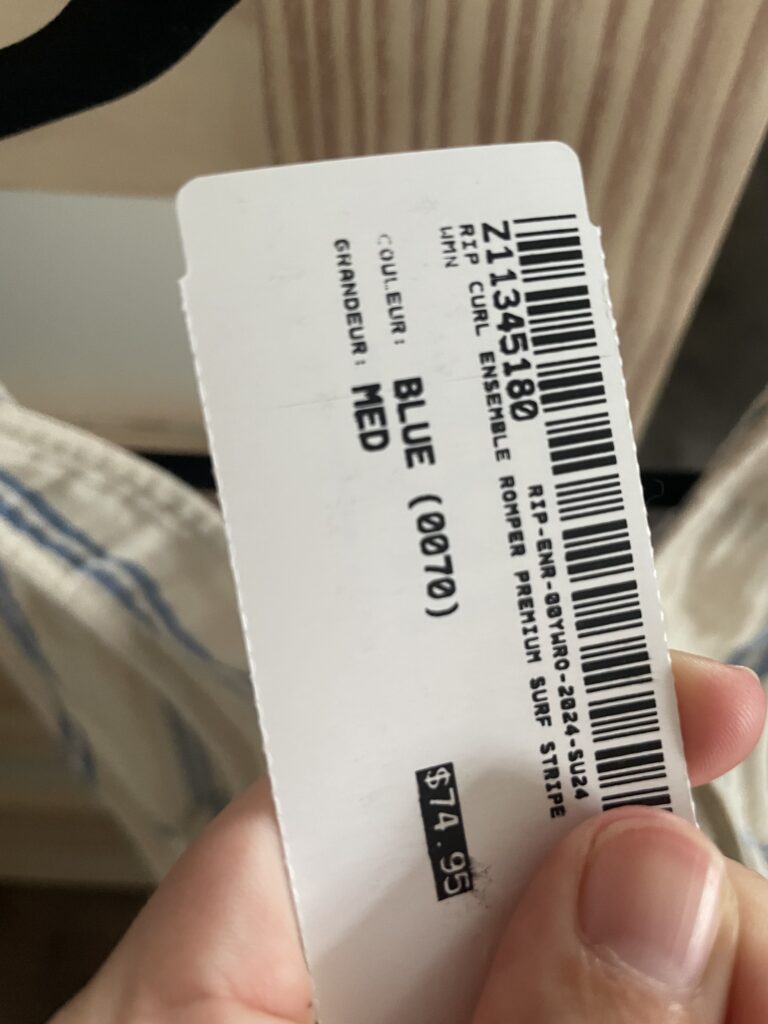 Z11345180
RIP-ENR-00YWRO-2024-SU24
RIP CURL ENSEMBLE ROMPER PREMIUM SURF STRIPE
WMN
COULEUR: BLUE (0070)
GRANDEUR: MED
$74.95